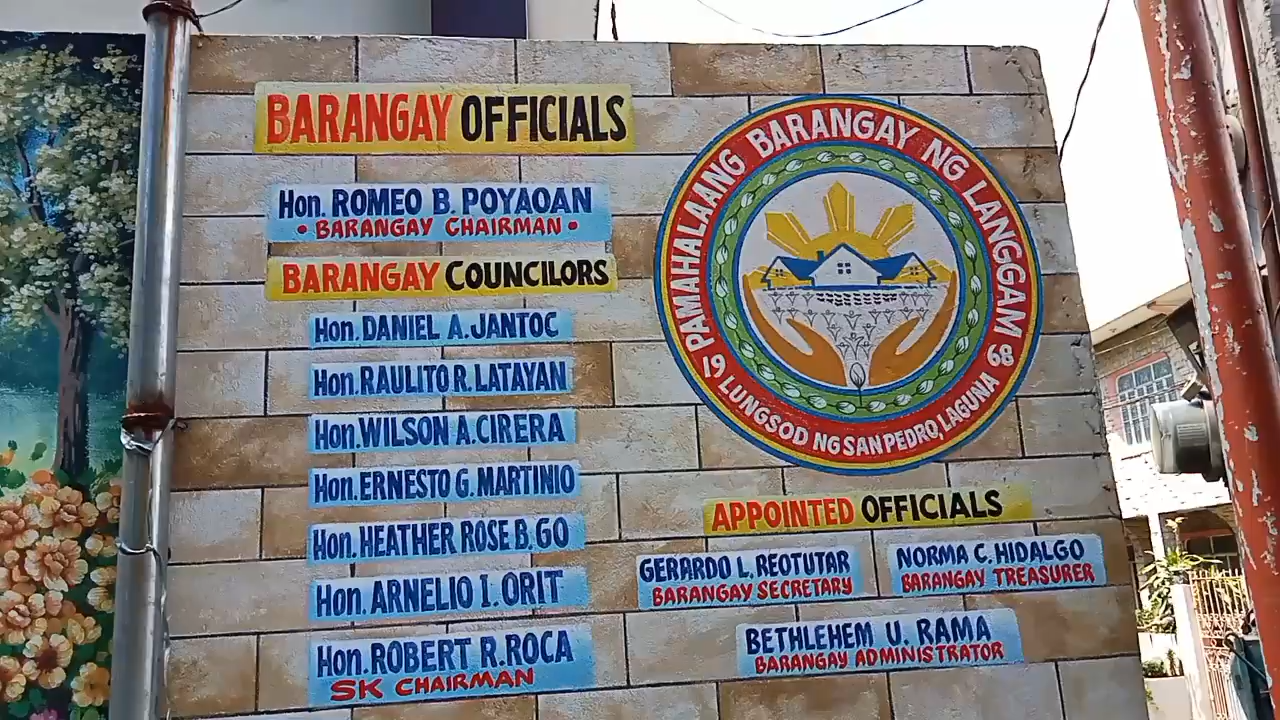 BARANGAY OFFICIALS
Hon. ROMEO B. POYAOAN
• BARANGAY CHAIRMAN •
BARANGAY COUNCILORS
Hon. DANIEL A. JANTOC
Hon. RAULITO R. LATAYAN
Hon. WILSON A. CIRERA
Hon. ERNESTO G. MARTINIO
Hon. HEATHER ROSE B. GO
Hon. ARNELIO I. ORIT
Hon. ROBERT R. ROCA
SK CHAIRMAN
PAMAHALAANG BARANGAY NG LANGGAM
19 68
LUNGSOD NG SAN PEDRO, LAGUNA
APPOINTED OFFICIALS
GERARDO L. REOTUTAR
BARANGAY SECRETARY
NORMA C. HIDALGO
BARANGAY TREASURER
BETHLEHEM U. RAMA
BARANGAY ADMINISTRATOR